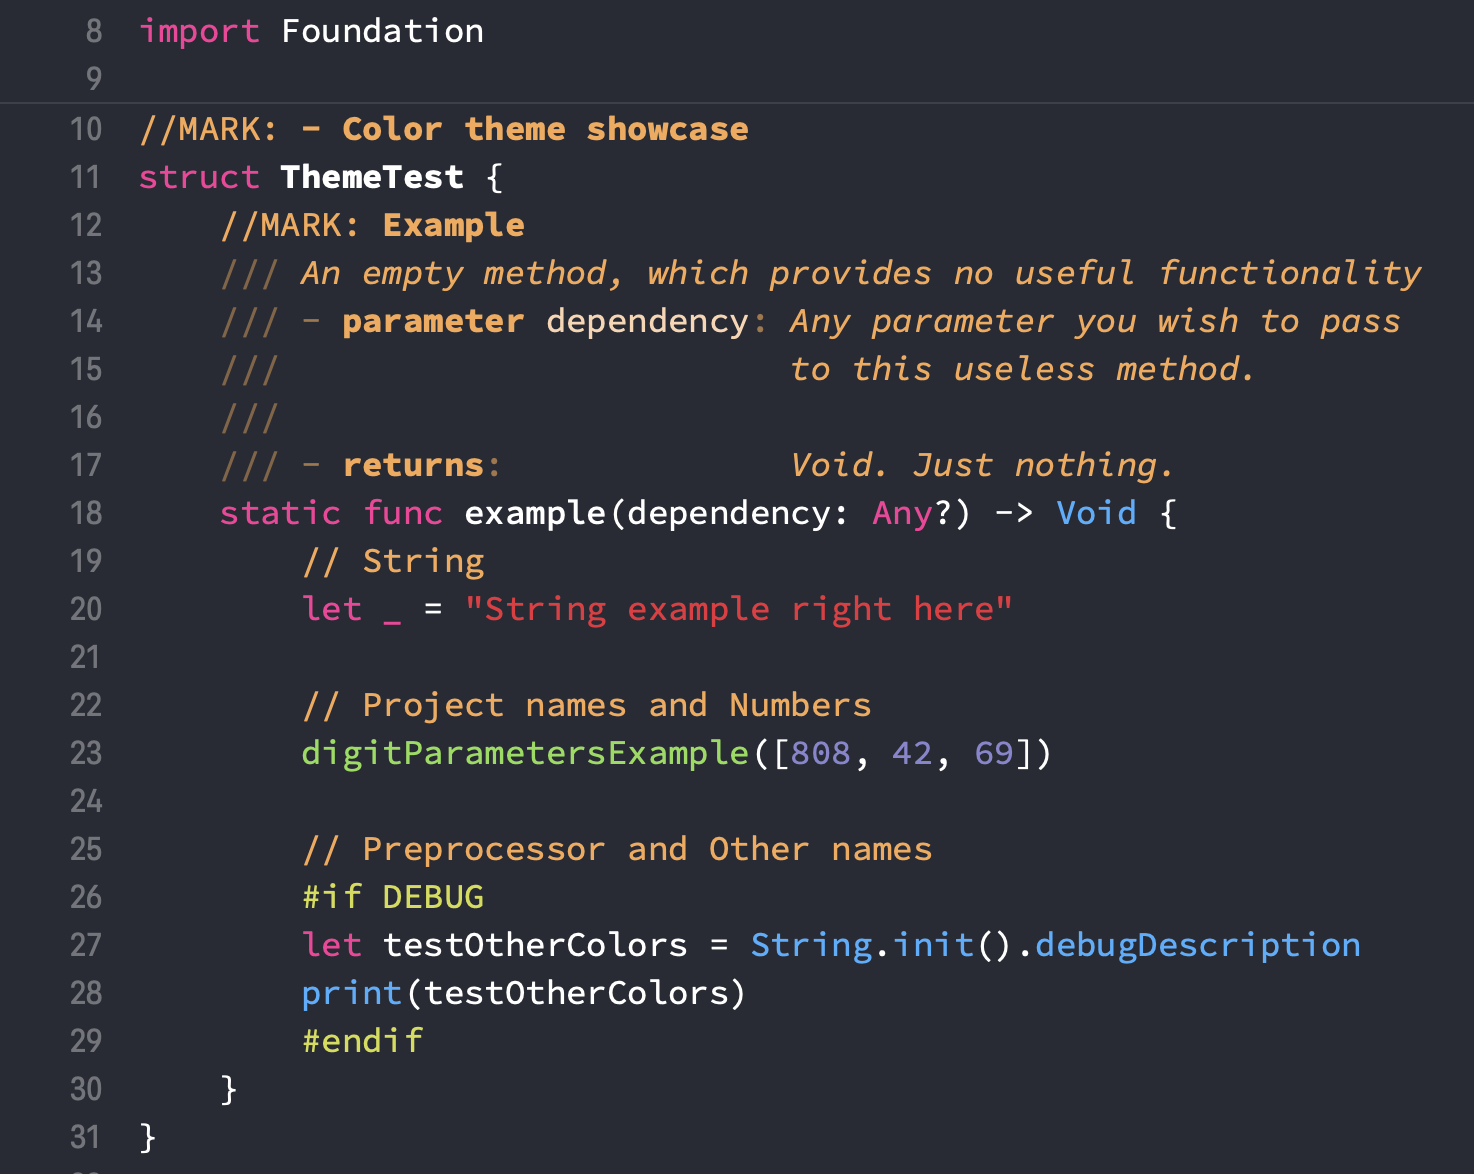 8 import Foundation
9
10 //MARK: - Color theme showcase
11 struct ThemeTest {
12     //MARK: Example
13     /// An empty method, which provides no useful functionality
14     /// - parameter dependency: Any parameter you wish to pass
15     ///                         to this useless method.
16     ///
17     /// - returns:              Void. Just nothing.
18     static func example(dependency: Any?) -> Void {
19         // String
20         let _ = "String example right here"
21
22         // Project names and Numbers
23         digitParametersExample([808, 42, 69])
24
25         // Preprocessor and Other names
26         #if DEBUG
27         let testOtherColors = String.init().debugDescription
28         print(testOtherColors)
29         #endif
30     }
31 }